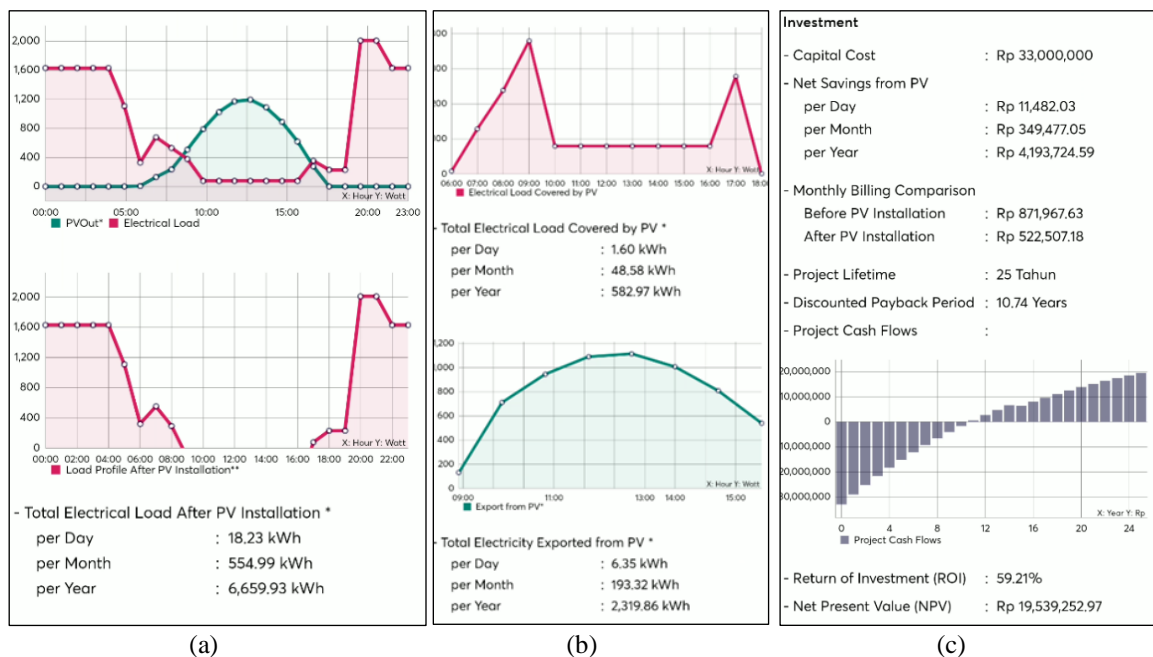 2,000
1,600
1,200
800
400
0
X: Hour Y: Watt
00:00 05:00 10:00 15:00 20:00 23:00
PVOut* Electrical Load
2,000
1,600
1,200
800
400
0
X: Hour Y: Watt
00:00 02:00 04:00 06:00 08:00 10:00 12:00 14:00 16:00 18:00 20:00 22:00
Load Profile After PV Installation**
- Total Electrical Load After PV Installation *
per Day : 18.23 kWh
per Month : 554.99 kWh
per Year : 6,659.93 kWh
(a)
X: Hour Y: Watt
06:00 07:00 08:00 09:00 10:00 11:00 12:00 13:00 14:00 15:00 16:00 17:00 18:00
Electrical Load Covered by PV
- Total Electrical Load Covered by PV *
per Day : 1.60 kWh
per Month : 48.58 kWh
per Year : 582.97 kWh
,200
,000
800
600
400
200
0
X: Hour Y: Watt
09:00 11:00 13:00 14:00 15:00
Export from PV*
- Total Electricity Exported from PV *
per Day : 6.35 kWh
per Month : 193.32 kWh
per Year : 2,319.86 kWh
(b)
Investment
- Capital Cost : Rp 33,000,000
- Net Savings from PV
per Day : Rp 11,482.03
per Month : Rp 349,477.05
per Year : Rp 4,193,724.59
- Monthly Billing Comparison
Before PV Installation : Rp 871,967.63
After PV Installation : Rp 522,507.18
- Project Lifetime : 25 Tahun
- Discounted Payback Period : 10.74 Years
- Project Cash Flows :
20,000,000
10,000,000
0
10,000,000
20,000,000
30,000,000
X: Year Y: Rp
0 4 8 12 16 20 24
Project Cash Flows
- Return of Investment (ROI) : 59.21%
- Net Present Value (NPV) : Rp 19,539,252.97
(c)